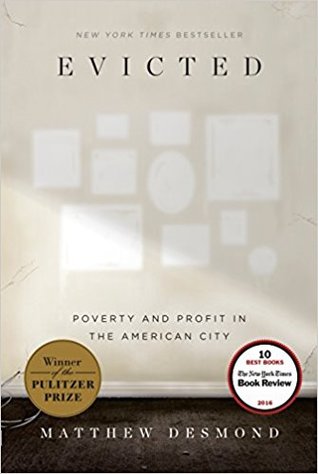 NEW YORK TIMES BESTSELLER
EVICTED
POVERTY AND PROFIT IN
THE AMERICAN CITY
Winner
of the
PULITZER
PRIZE
10
BEST BOOKS
The New York Times
Book Review
2016
MATTHEW DESMOND